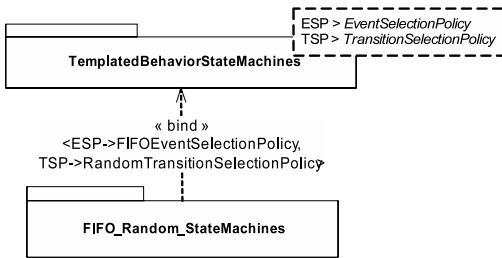 ESP > EventSelectionPolicy
TSP > TransitionSelectionPolicy
TemplatedBehaviorStateMachines
« bind »
<ESP->FIFOEventSelectionPolicy,
TSP->RandomTransitionSelectionPolicy>
FIFO_Random_StateMachines